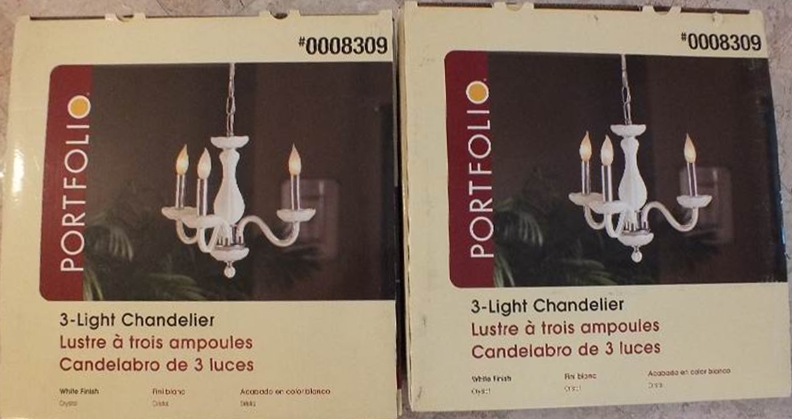 #0008309
PORTFOLIO
3-Light Chandelier
Lustre à trois ampoules
Candelabro de 3 luces
White Finish Fini blanc Acabado en color blanco
Crystal Cristal
#0008309
PORTFOLIO
3-Light Chandelier
Lustre à trois ampoules
Candelabro de 3 luces
White Finish Fini blanc Acabado en color blanco